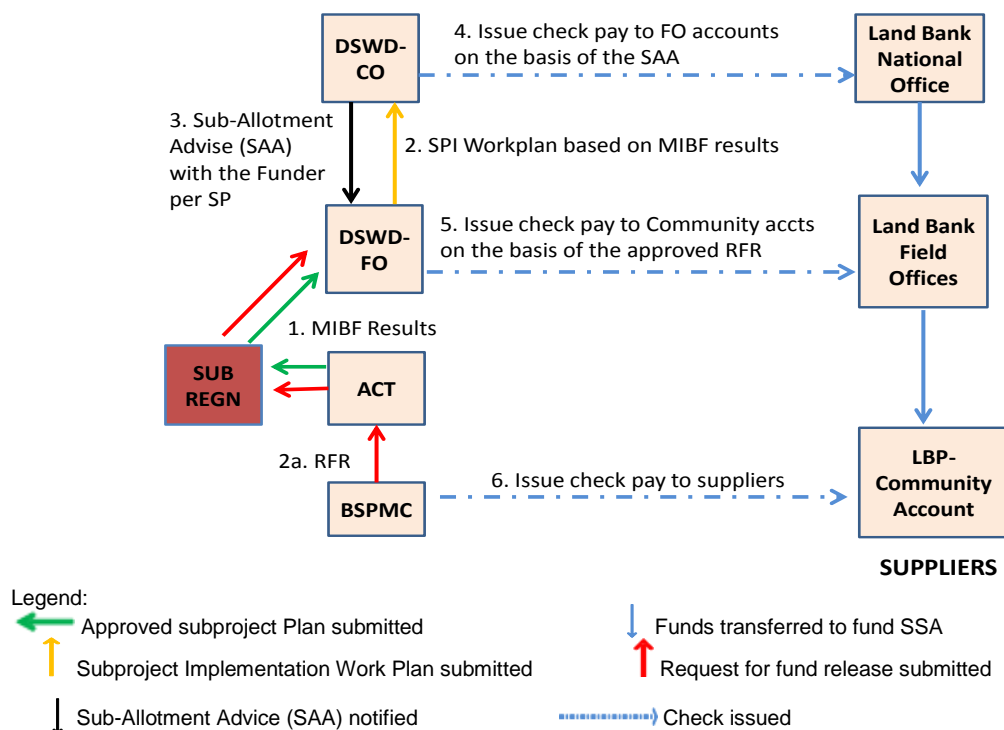 DSWD-
CO
4. Issue check pay to FO accounts
on the basis of the SAA
Land Bank
National
Office
3. Sub-Allotment
Advise (SAA)
with the Funder
per SP
2. SPI Workplan based on MIBF results
DSWD-
FO
5. Issue check pay to Community accts
on the basis of the approved RFR
Land Bank
Field
Offices
1. MIBF Results
SUB
REGN
ACT
2a. RFR
BSPMC
6. Issue check pay to suppliers
LBP-
Community
Account
SUPPLIERS
Legend:
Approved subproject Plan submitted
Funds transferred to fund SSA
Subproject Implementation Work Plan submitted
Request for fund release submitted
Sub-Allotment Advice (SAA) notified
Check issued